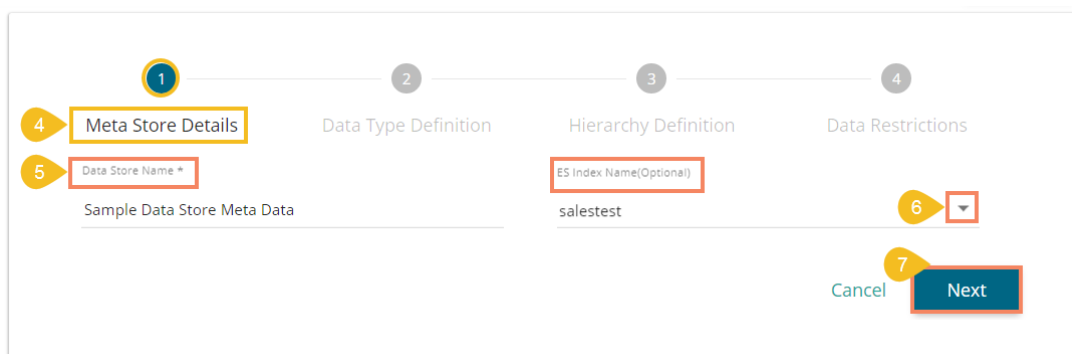 1 2 3 4
4 Meta Store Details Data Type Definition Hierarchy Definition Data Restrictions
5 Data Store Name * ES Index Name(Optional)
Sample Data Store Meta Data salestest 6
7
Cancel Next